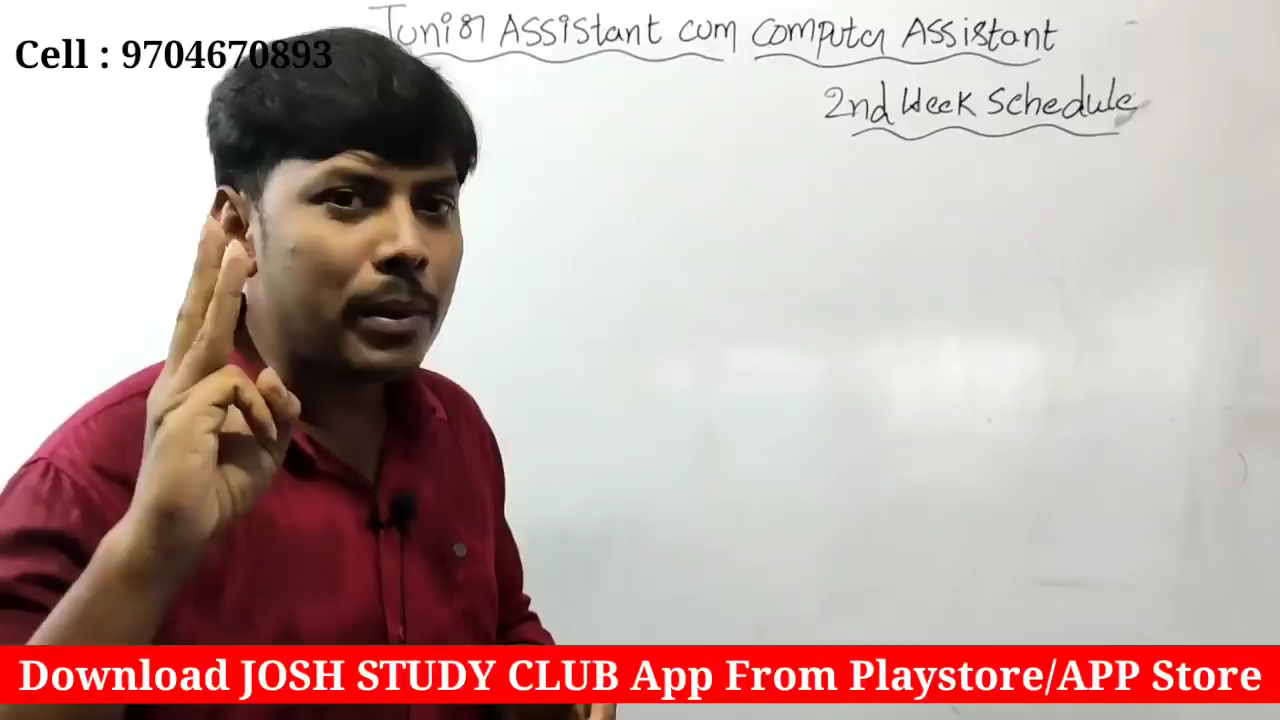 Junior Assistant cum computer Assistant
Cell : 9704670893
2nd Week Schedule
Download JOSH STUDY CLUB App From Playstore/APP Store